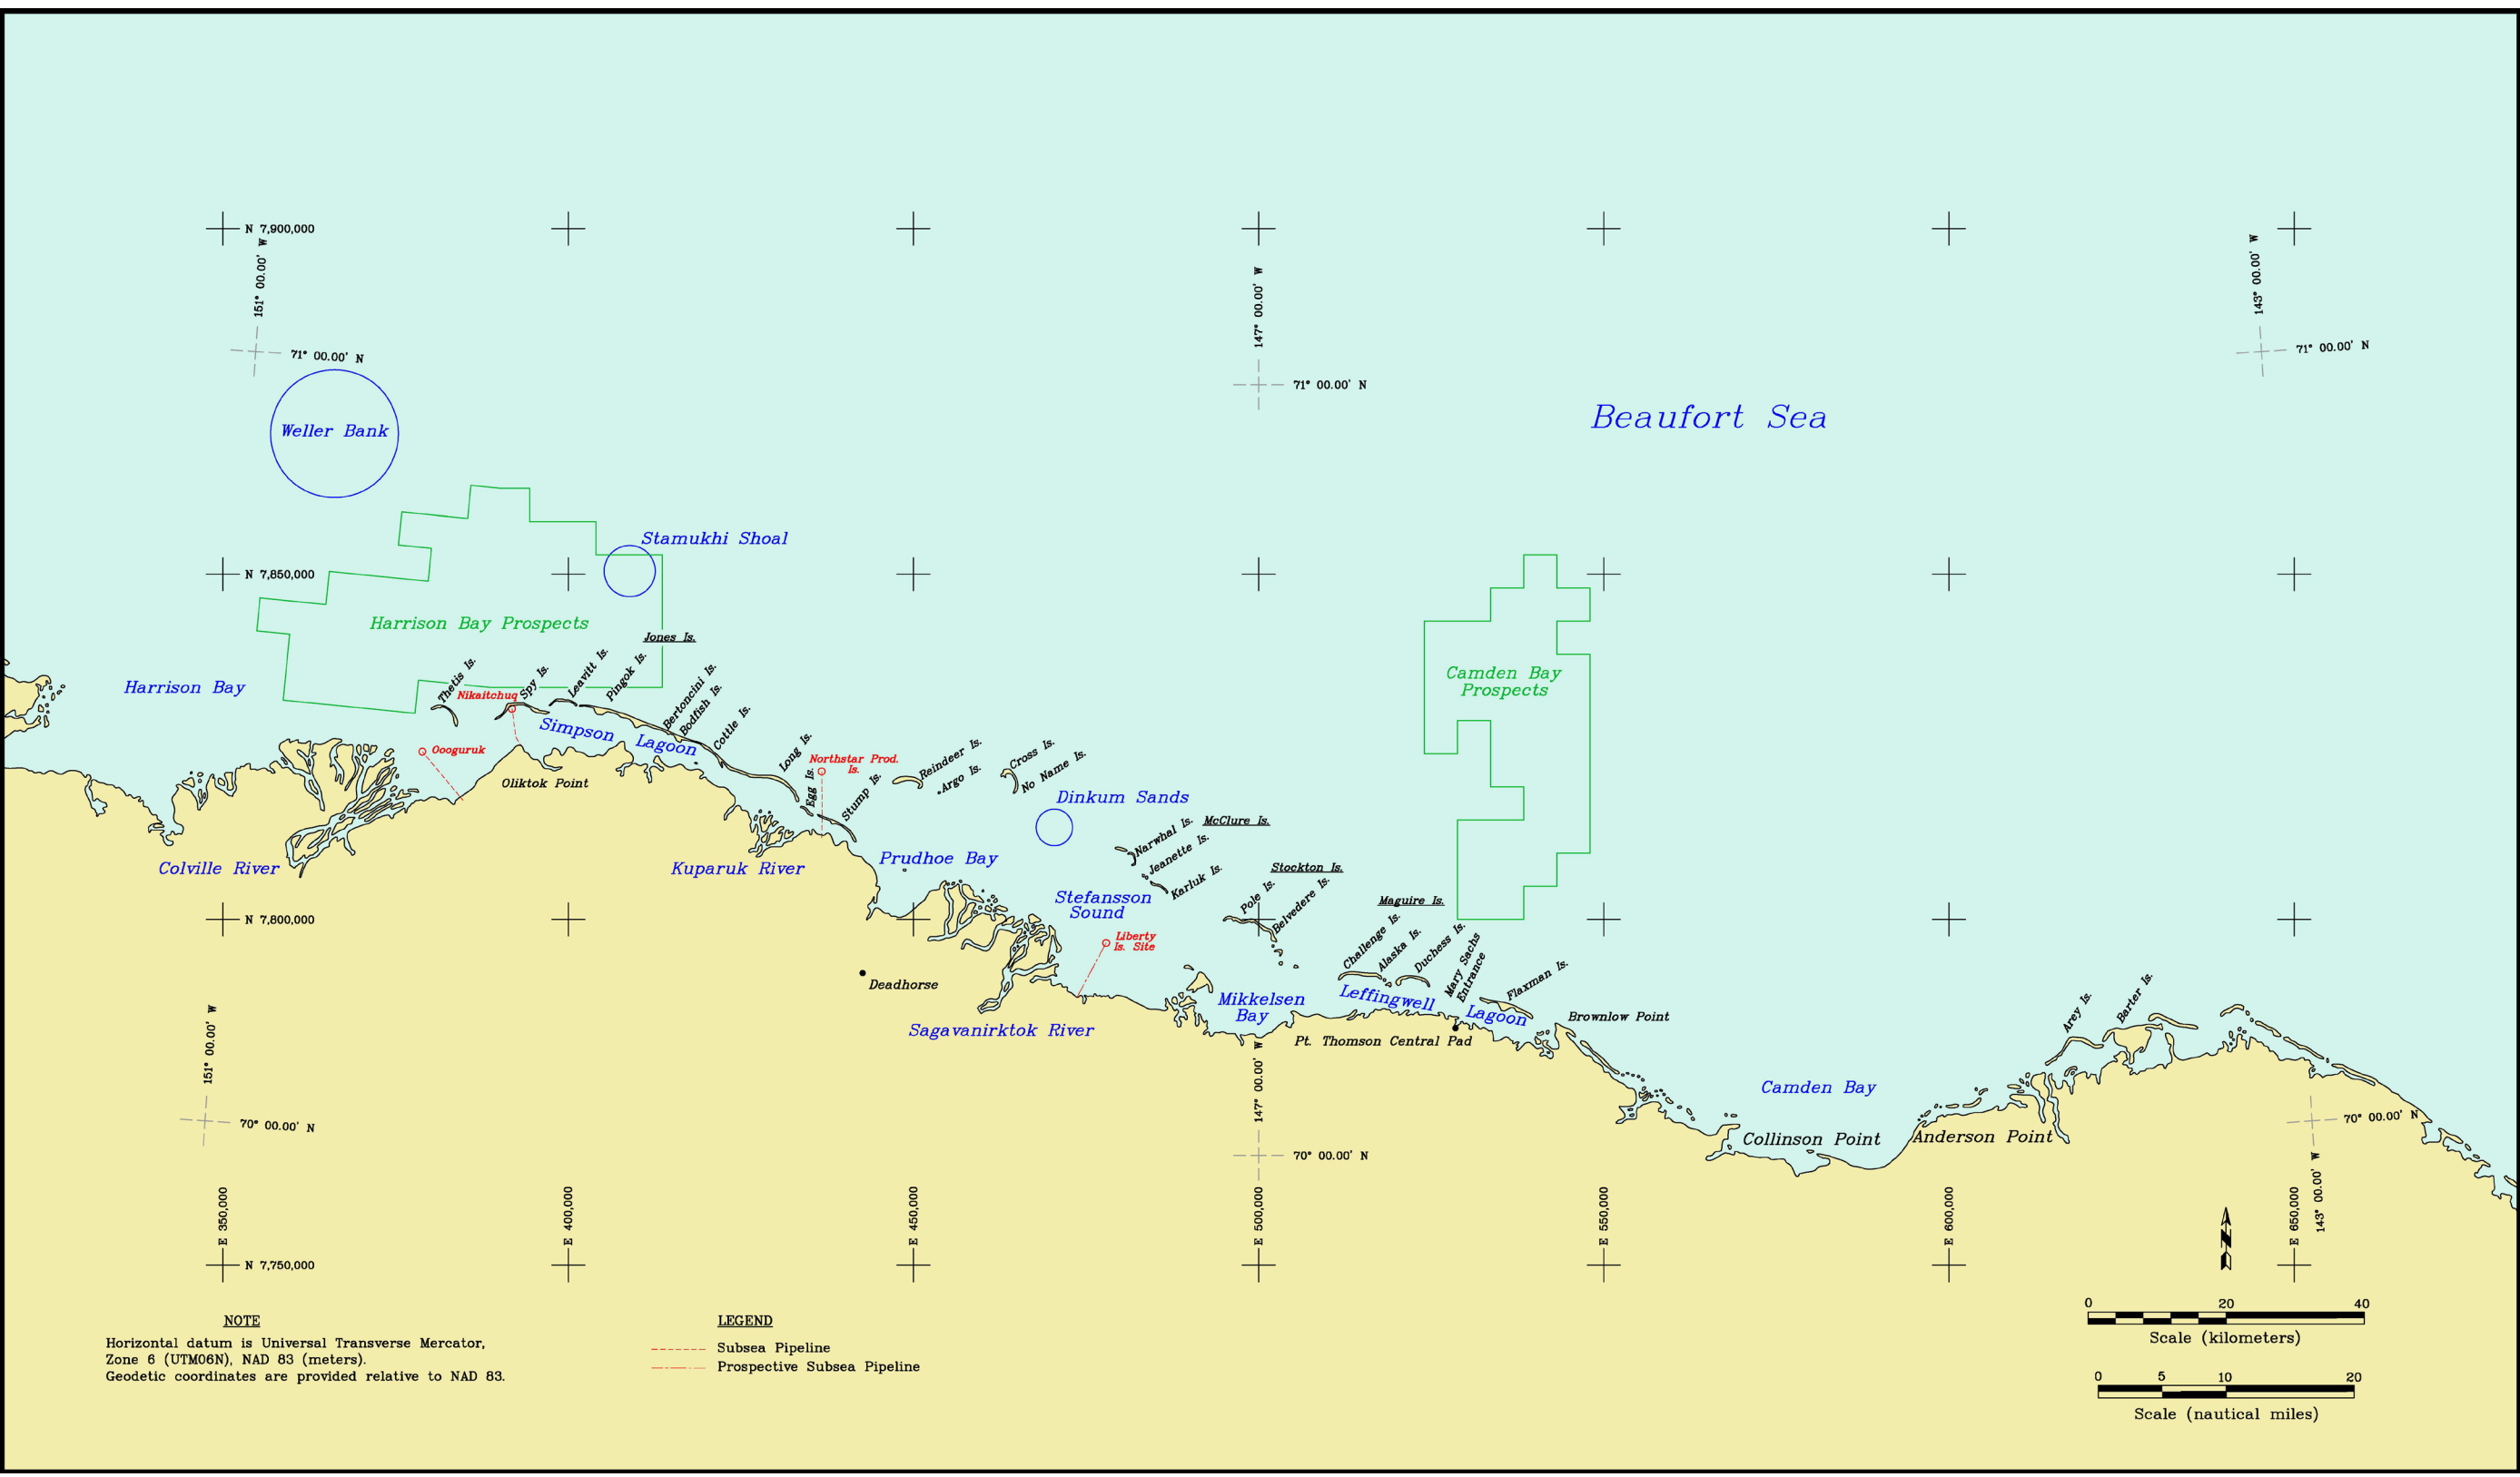 N 7,900,000
151° 00.00' W
147° 00.00' W
143° 00.00' W
71° 00.00' N
71° 00.00' N
71° 00.00' N
Beaufort Sea
Weller Bank
Stamukhi Shoal
N 7,850,000
Harrison Bay Prospects
Jones Is.
Harrison Bay
Thetis Is.
Nikaitchuq
Spy Is.
Leavitt Is.
Pingok Is.
Bertoncini Is.
Bodfish Is.
Cottle Is.
Simpson Lagoon
Camden Bay
Prospects
Oooguruk
Oliktok Point
Long Is.
Egg Is.
Northstar Prod.
Is.
Stump Is.
Reindeer Is.
Argo Is.
Cross Is.
No Name Is.
Dinkum Sands
Narwhal Is.
McClure Is.
Jeanette Is.
Karluk Is.
Colville River
Kuparuk River
Prudhoe Bay
Stefansson
Sound
Stockton Is.
Pole Is.
Belvedere Is.
Maguire Is.
Challenge Is.
Alaska Is.
Duchess Is.
Mary Sachs
Entrance
Flaxman Is.
N 7,800,000
Liberty
Is. Site
Deadhorse
Sagavanirktok River
Mikkelsen
Bay
Leffingwell Lagoon
Brownlow Point
Pt. Thomson Central Pad
Arey Is.
Barter Is.
Camden Bay
Collinson Point
Anderson Point
151° 00.00' W
70° 00.00' N
147° 00.00' W
70° 00.00' N
70° 00.00' N
143° 00.00' W
E 350,000
E 400,000
E 450,000
E 500,000
E 550,000
E 600,000
E 650,000
N 7,750,000
N
NOTE
Horizontal datum is Universal Transverse Mercator,
Zone 6 (UTM06N), NAD 83 (meters).
Geodetic coordinates are provided relative to NAD 83.
LEGEND
Subsea Pipeline
Prospective Subsea Pipeline
0 20 40
Scale (kilometers)
0 5 10 20
Scale (nautical miles)